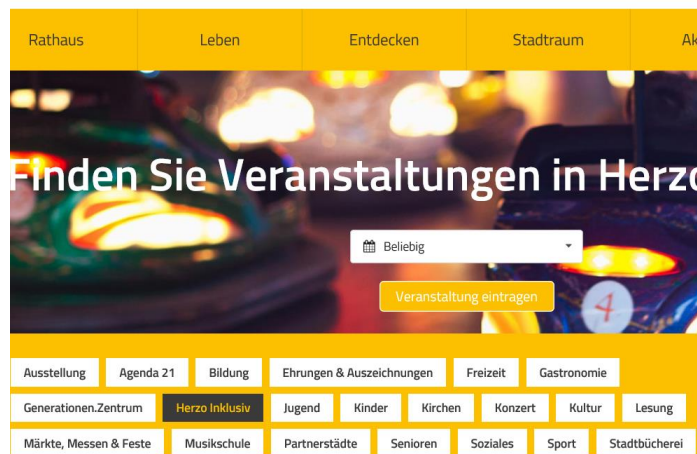 Rathaus Leben Entdecken Stadtraum
Finden Sie Veranstaltungen in Herzo
Beliebig
Veranstaltung eintragen
4
Ausstellung Agenda 21 Bildung Ehrungen & Auszeichnungen Freizeit Gastronomie
Generationen.Zentrum Herzo Inklusiv Jugend Kinder Kirchen Konzert Kultur Lesung
Märkte, Messen & Feste Musikschule Partnerstädte Senioren Soziales Sport Stadtbücherei